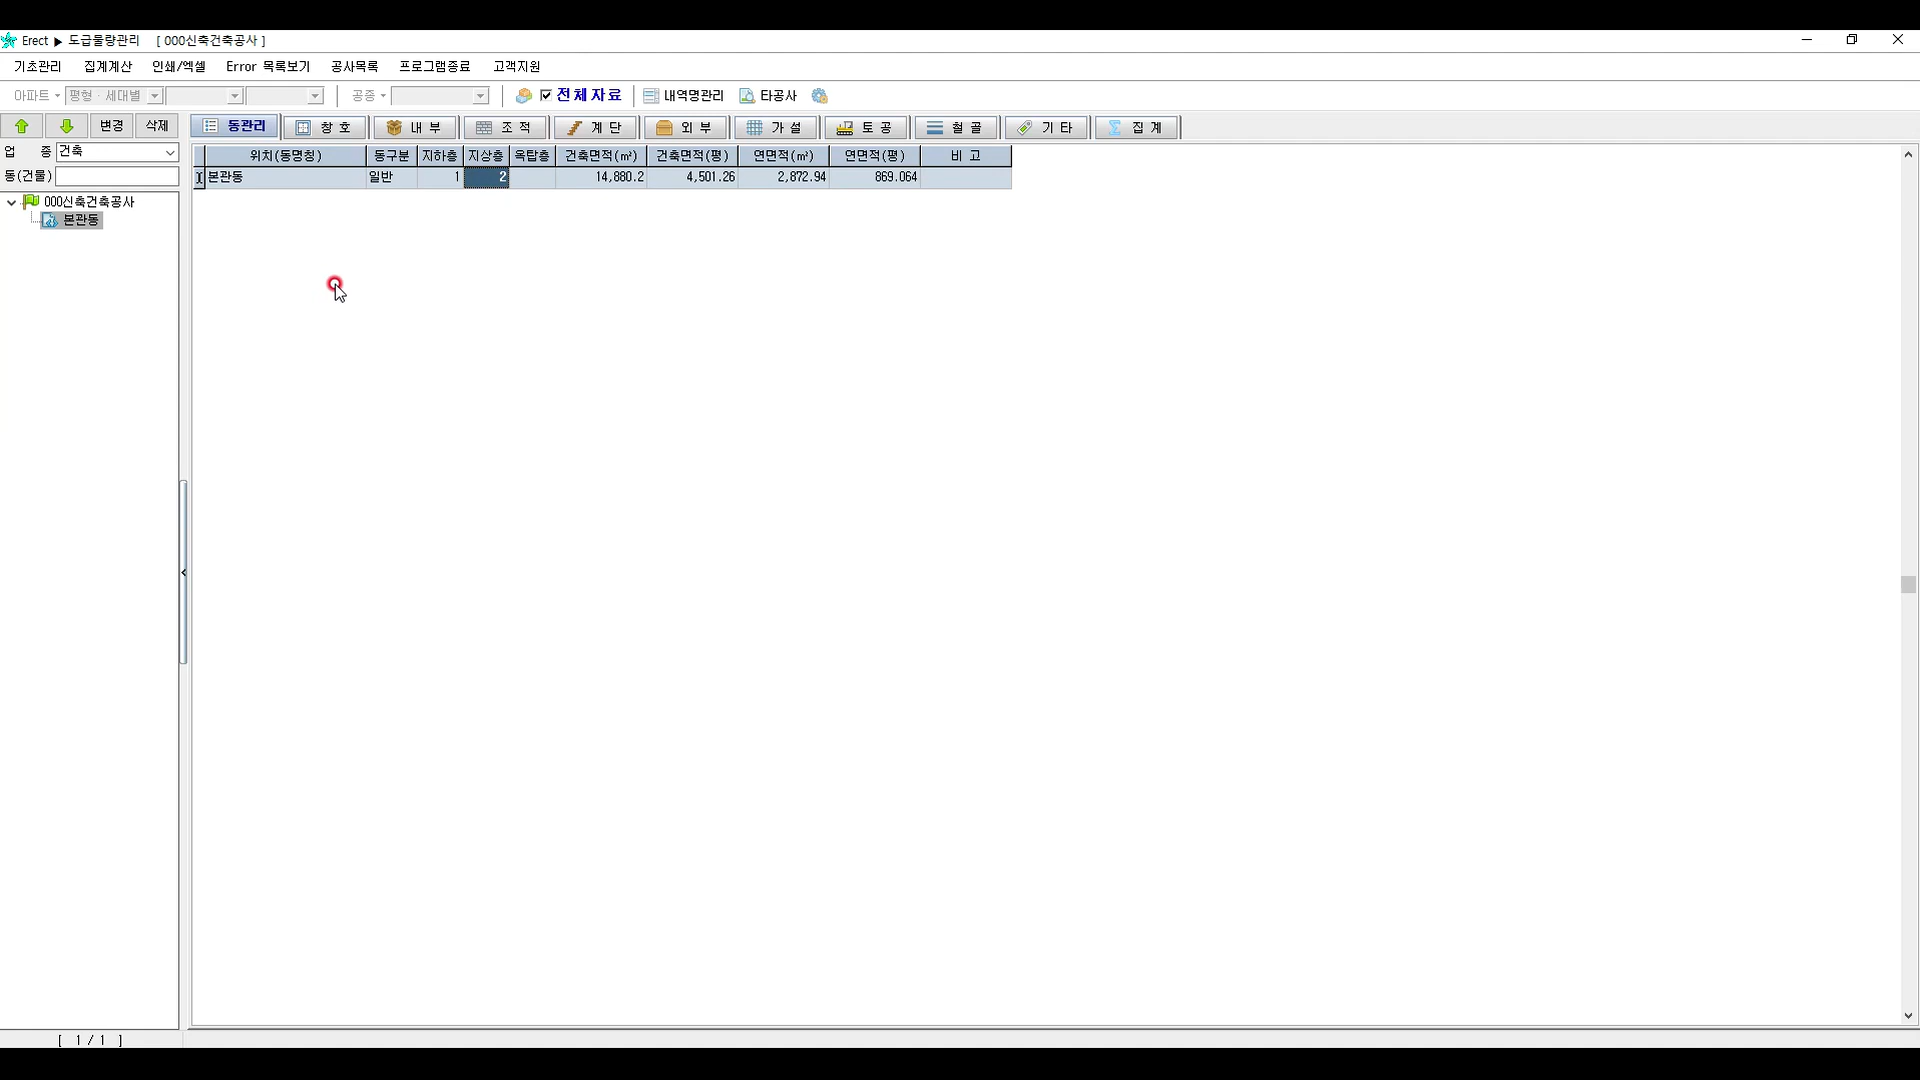 Erect ▶ 도급물량관리 [ 000신축건축공사 ]
기초관리 집계계산 인쇄/엑셀 Error 목록보기 공사목록 프로그램종료 고객지원
아파트 평형ㆍ세대별 공종 전체자료 내역명관리 타공사
변경 삭제 동관리 창 호 내 부 조 적 계 단 외 부 가 설 토 공 철 골 기 타 집 계
업 종 건축
위치(동명칭) 동구분 지하층 지상층 옥탑층 건축면적(㎡) 건축면적(평) 연면적(㎡) 연면적(평) 비 고
동(건물)
본관동 일반 1 2 14,880.2 4,501.26 2,872.94 869.064
000신축건축공사
본관동
[ 1 / 1 ]